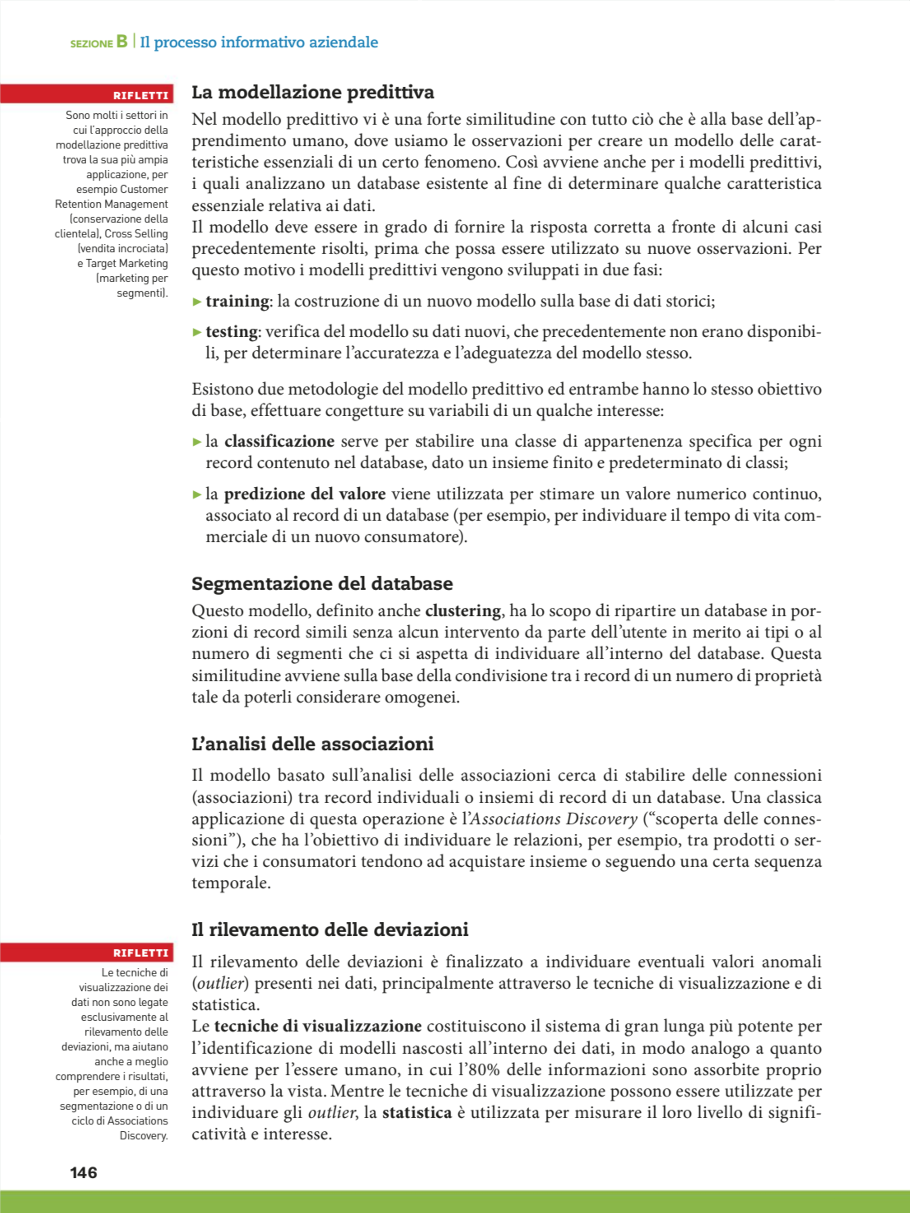 SEZIONE B | Il processo informativo aziendale
RIFLETTI
Sono molti i settori in
cui l'approccio della
modellazione predittiva
trova la sua più ampia
applicazione, per
esempio Customer
Retention Management
(conservazione della
clientela), Cross Selling
(vendita incrociata)
e Target Marketing
(marketing per
segmenti).
La modellazione predittiva
Nel modello predittivo vi è una forte similitudine con tutto ciò che è alla base dell'ap-
prendimento umano, dove usiamo le osservazioni per creare un modello delle carat-
teristiche essenziali di un certo fenomeno. Così avviene anche per i modelli predittivi,
i quali analizzano un database esistente al fine di determinare qualche caratteristica
essenziale relativa ai dati.
Il modello deve essere in grado di fornire la risposta corretta a fronte di alcuni casi
precedentemente risolti, prima che possa essere utilizzato su nuove osservazioni. Per
questo motivo i modelli predittivi vengono sviluppati in due fasi:
▶ training: la costruzione di un nuovo modello sulla base di dati storici;
▶ testing: verifica del modello su dati nuovi, che precedentemente non erano disponibi-
li, per determinare l'accuratezza e l'adeguatezza del modello stesso.
Esistono due metodologie del modello predittivo ed entrambe hanno lo stesso obiettivo
di base, effettuare congetture su variabili di un qualche interesse:
▶ la classificazione serve per stabilire una classe di appartenenza specifica per ogni
record contenuto nel database, dato un insieme finito e predeterminato di classi;
▶ la predizione del valore viene utilizzata per stimare un valore numerico continuo,
associato al record di un database (per esempio, per individuare il tempo di vita com-
merciale di un nuovo consumatore).
Segmentazione del database
Questo modello, definito anche clustering, ha lo scopo di ripartire un database in por-
zioni di record simili senza alcun intervento da parte dell'utente in merito ai tipi o al
numero di segmenti che ci si aspetta di individuare all'interno del database. Questa
similitudine avviene sulla base della condivisione tra i record di un numero di proprietà
tale da poterli considerare omogenei.
L'analisi delle associazioni
Il modello basato sull'analisi delle associazioni cerca di stabilire delle connessioni
(associazioni) tra record individuali o insiemi di record di un database. Una classica
applicazione di questa operazione è l'Associations Discovery (“scoperta delle connes-
sioni”), che ha l'obiettivo di individuare le relazioni, per esempio, tra prodotti o ser-
vizi che i consumatori tendono ad acquistare insieme o seguendo una certa sequenza
temporale.
Il rilevamento delle deviazioni
Il rilevamento delle deviazioni è finalizzato a individuare eventuali valori anomali
(outlier) presenti nei dati, principalmente attraverso le tecniche di visualizzazione e di
statistica.
Le tecniche di visualizzazione costituiscono il sistema di gran lunga più potente per
l'identificazione di modelli nascosti all'interno dei dati, in modo analogo a quanto
avviene per l'essere umano, in cui l'80% delle informazioni sono assorbite proprio
attraverso la vista. Mentre le tecniche di visualizzazione possono essere utilizzate per
individuare gli outlier, la statistica è utilizzata per misurare il loro livello di signifi-
catività e interesse.
RIFLETTI
Le tecniche di
visualizzazione dei
dati non sono legate
esclusivamente al
rilevamento delle
deviazioni, ma aiutano
anche a meglio
comprendere i risultati,
per esempio, di una
segmentazione o di un
ciclo di Associations
Discovery.
146